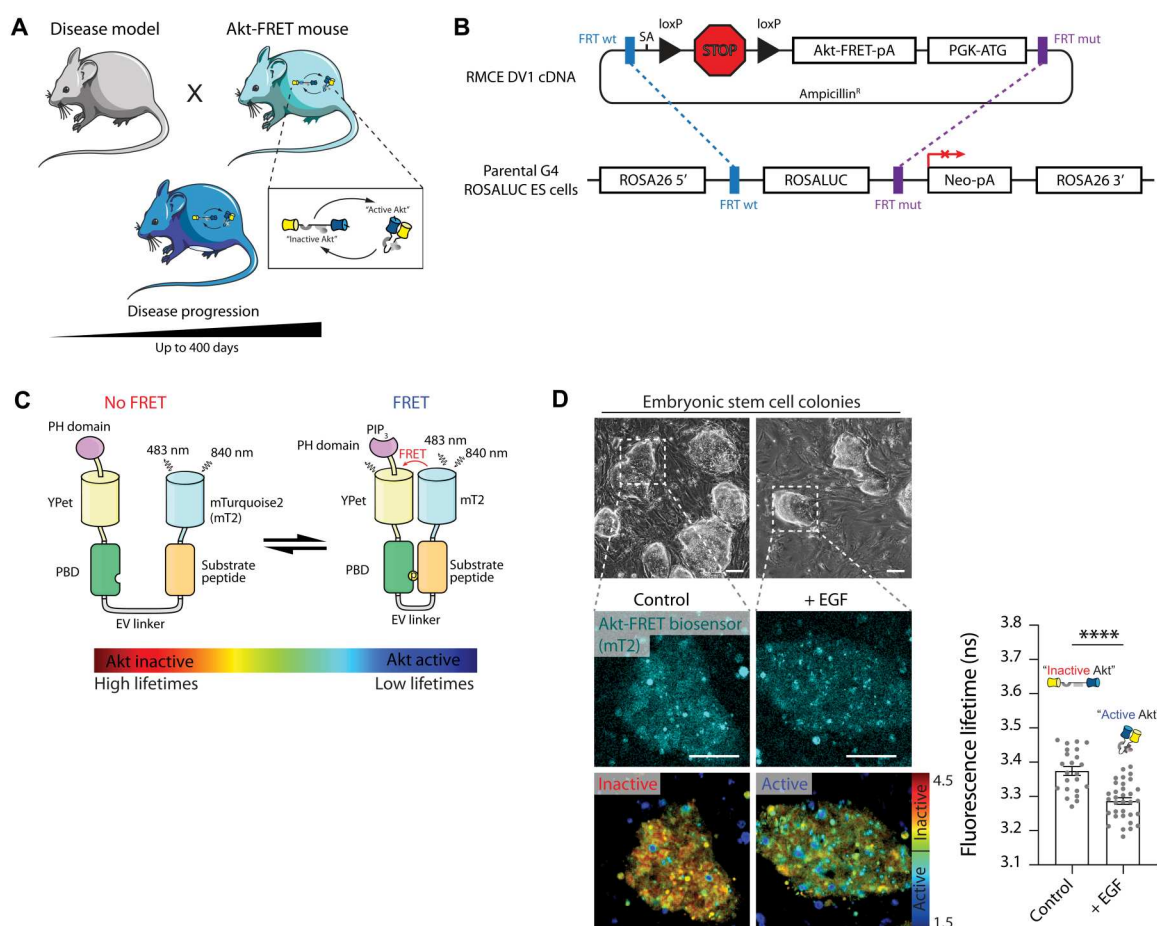 A
Disease model
Akt-FRET mouse
X
"Active Akt"
"Inactive Akt"
Disease progression
Up to 400 days
B
FRT wt
SA
loxP
STOP
loxP
Akt-FRET-pA
PGK-ATG
FRT mut
RMCE DV1 cDNA
Ampicillinᴿ
Parental G4
ROSALUC ES cells
ROSA26 5′
FRT wt
ROSALUC
FRT mut
Neo-pA
ROSA26 3′
C
No FRET
PH domain
483 nm
840 nm
YPet
mTurquoise2
(mT2)
PBD
Substrate
peptide
EV linker
FRET
PIP₃
PH domain
483 nm
FRET
840 nm
YPet
mT2
PBD
Substrate
peptide
EV linker
Akt inactive
Akt active
High lifetimes
Low lifetimes
D
Embryonic stem cell colonies
Control
+ EGF
Akt-FRET biosensor
(mT2)
Inactive
Active
4.5
Inactive
Active
1.5
Fluorescence lifetime (ns)
3.8
3.7
3.6
3.5
3.4
3.3
3.2
3.1
****
"Inactive Akt"
"Active Akt"
Control
+ EGF